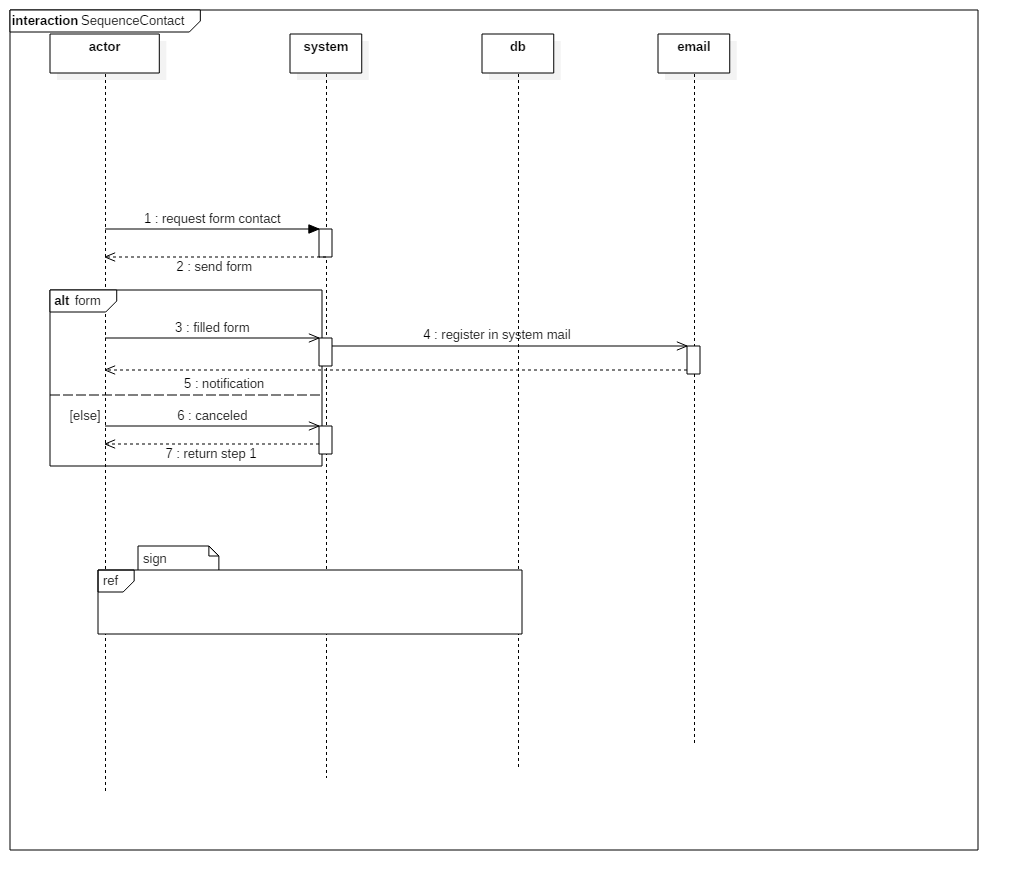 interaction SequenceContact
actor
system
db
email
1 : request form contact
2 : send form
alt form
3 : filled form
4 : register in system mail
5 : notification
[else]
6 : canceled
7 : return step 1
sign
ref